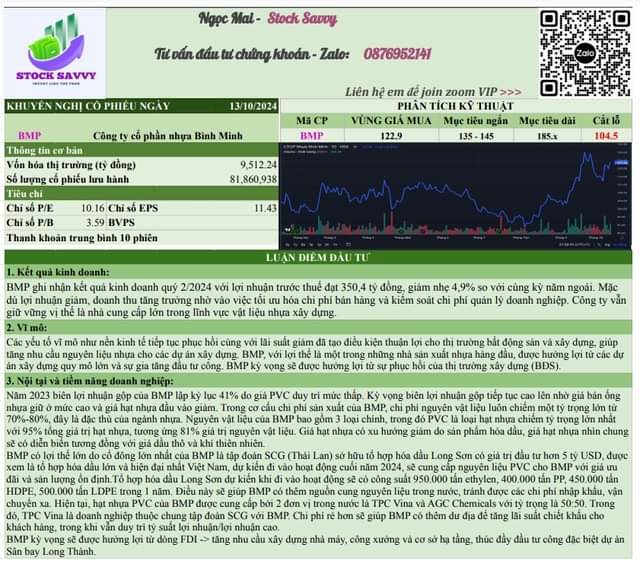 Ngọc Mai - Stock Savvy
Tư vấn đầu tư chứng khoán - Zalo: 0876952141
STOCK SAVVY
INVEST LIKE THE PROS
Zalo
Liên hệ em để join zoom VIP >>>
KHUYẾN NGHỊ CỔ PHIẾU NGÀY 13/10/2024
PHÂN TÍCH KỸ THUẬT
Mã CP VÙNG GIÁ MUA Mục tiêu ngắn Mục tiêu dài Cắt lỗ
BMP Công ty cổ phần nhựa Bình Minh
BMP 122.9 135 - 145 185.x 104.5
Thông tin cơ bản
Vốn hóa thị trường (tỷ đồng) 9,512.24
Số lượng cổ phiếu lưu hành 81,860,938
Tiêu chí
Chỉ số P/E 10.16 Chỉ số EPS 11.43
Chỉ số P/B 3.59 BVPS
Thanh khoản trung bình 10 phiên
LUẬN ĐIỂM ĐẦU TƯ
1. Kết quả kinh doanh:
BMP ghi nhận kết quả kinh doanh quý 2/2024 với lợi nhuận trước thuế đạt 350,4 tỷ đồng, giảm nhẹ 4,9% so với cùng kỳ năm ngoái. Mặc
dù lợi nhuận giảm, doanh thu tăng trưởng nhờ vào việc tối ưu hóa chi phí bán hàng và kiểm soát chi phí quản lý doanh nghiệp. Công ty vẫn
giữ vững vị thế là nhà cung cấp lớn trong lĩnh vực vật liệu nhựa xây dựng.
2. Vĩ mô:
Các yếu tố vĩ mô như nền kinh tế tiếp tục phục hồi cùng với lãi suất giảm đã tạo điều kiện thuận lợi cho thị trường bất động sản và xây dựng, giúp
tăng nhu cầu nguyên liệu nhựa cho các dự án xây dựng. BMP, với lợi thế là một trong những nhà sản xuất nhựa hàng đầu, được hưởng lợi từ các dự
án xây dựng quy mô lớn và sự gia tăng đầu tư công. BMP kỳ vọng sẽ được hưởng lợi từ sự phục hồi của thị trường xây dựng (BĐS).
3. Nội tại và tiềm năng doanh nghiệp:
Năm 2023 biên lợi nhuận gộp của BMP lập kỷ lục 41% do giá PVC duy trì mức thấp. Kỳ vọng biên lợi nhuận gộp tiếp tục cao lên nhờ giá bán ống
nhựa giữ ở mức cao và giá hạt nhựa đầu vào giảm. Trong cơ cấu chi phí sản xuất của BMP, chi phí nguyên vật liệu luôn chiếm một tỷ trọng lớn từ
70%-80%, đây là đặc thù của ngành nhựa. Nguyên vật liệu của BMP bao gồm 3 loại chính, trong đó PVC là loại hạt nhựa chiếm tỷ trọng lớn nhất
với 95% tổng giá trị hạt nhựa, tương ứng 81% giá trị nguyên vật liệu. Giá hạt nhựa có xu hướng giảm do sản phẩm hóa dầu, giá hạt nhựa nhìn chung
sẽ có diễn biến tương đồng với giá dầu thô và khí thiên nhiên.
BMP có lợi thế lớn do cổ đông lớn nhất của BMP là tập đoàn SCG (Thái Lan) sở hữu tổ hợp hóa dầu Long Sơn có giá trị đầu tư hơn 5 tỷ USD, được
xem là tổ hợp hóa dầu lớn và hiện đại nhất Việt Nam, dự kiến đi vào hoạt động cuối năm 2024, sẽ cung cấp nguyên liệu PVC cho BMP với giá ưu
đãi và sản lượng ổn định.Tổ hợp hóa dầu Long Sơn dự kiến khi đi vào hoạt động sẽ có công suất 950.000 tấn ethylen, 400.000 tấn PP, 450.000 tấn
HDPE, 500.000 tấn LDPE trong 1 năm. Điều này sẽ giúp BMP có thêm nguồn cung nguyên liệu trong nước, tránh được các chi phí nhập khẩu, vận
chuyển xa. Hiện tại, hạt nhựa PVC của BMP được cung cấp bởi 2 đơn vị trong nước là TPC Vina và AGC Chemicals với tỷ trọng là 50:50. Trong
đó, TPC Vina là doanh nghiệp thuộc chung tập đoàn SCG với BMP. Chi phí rẻ hơn sẽ giúp BMP có thêm dư địa để tăng lãi suất chiết khấu cho
khách hàng, trong khi vẫn duy trì tỷ suất lợi nhuận/lợi nhuận cao.
BMP kỳ vọng sẽ được hưởng lợi từ dòng FDI -> tăng nhu cầu xây dựng nhà máy, công xưởng và cơ sở hạ tầng, thúc đẩy đầu tư công đặc biệt dự án
Sân bay Long Thành.